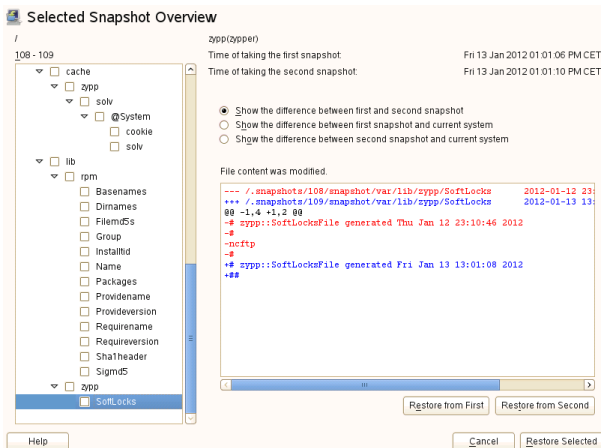 Selected Snapshot Overview
/
108 - 109
zypp(zypper)
Time of taking the first snapshot: Fri 13 Jan 2012 01:01:06 PM CET
Time of taking the second snapshot: Fri 13 Jan 2012 01:01:10 PM CET
cache
zypp
solv
@System
cookie
solv
lib
rpm
Basenames
Dirnames
Filemd5s
Group
Installtid
Name
Packages
Providename
Provideversion
Requirename
Requireversion
Sha1header
Sigmd5
zypp
SoftLocks
Show the difference between first and second snapshot
Show the difference between first snapshot and current system
Show the difference between second snapshot and current system
File content was modified.
--- /.snapshots/108/snapshot/var/lib/zypp/SoftLocks 2012-01-12 23:
+++ /.snapshots/109/snapshot/var/lib/zypp/SoftLocks 2012-01-13 13:
@@ -1,4 +1,2 @@
-# zypp::SoftLocksFile generated Thu Jan 12 23:10:46 2012
-#
-ncftp
-#
+# zypp::SoftLocksFile generated Fri Jan 13 13:01:08 2012
+##
Restore from First
Restore from Second
Help
Cancel
Restore Selected